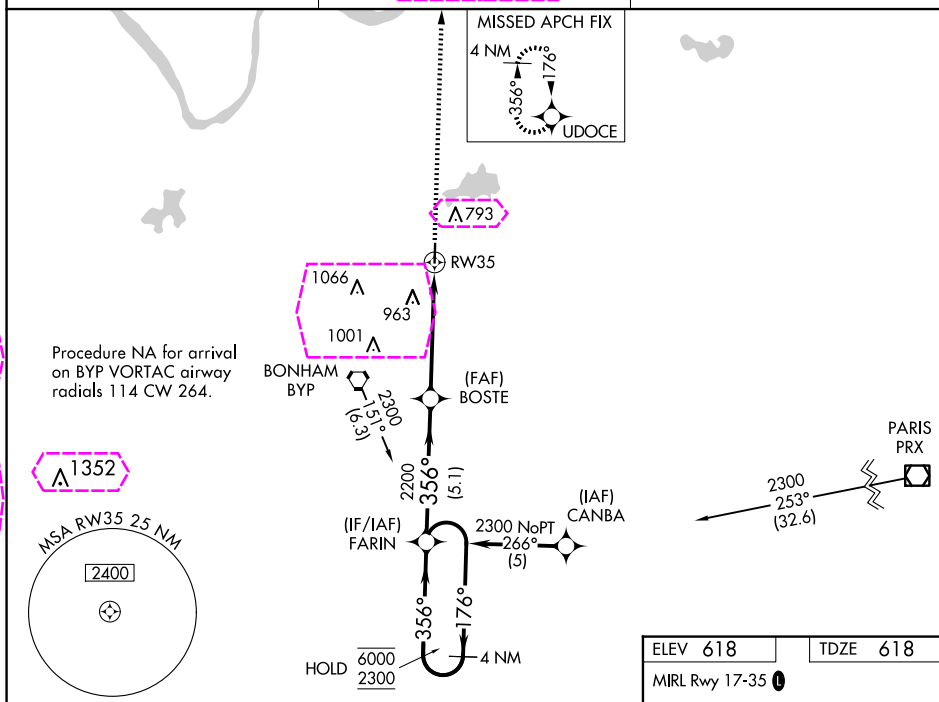 MISSED APCH FIX
4 NM
356°
176°
UDOCE
793
RW35
1066
963
1001
Procedure NA for arrival
on BYP VORTAC airway
radials 114 CW 264.
BONHAM
BYP
2300
151°
(6.3)
(FAF)
BOSTE
PARIS
PRX
2300
253°
(32.6)
1352
2200
356°
(5.1)
(IAF)
CANBA
(IF/IAF)
FARIN
2300 NoPT
266°
(5)
MSA RW35 25 NM
2400
356°
176°
HOLD
6000
2300
4 NM
ELEV 618
TDZE 618
MIRL Rwy 17-35 L